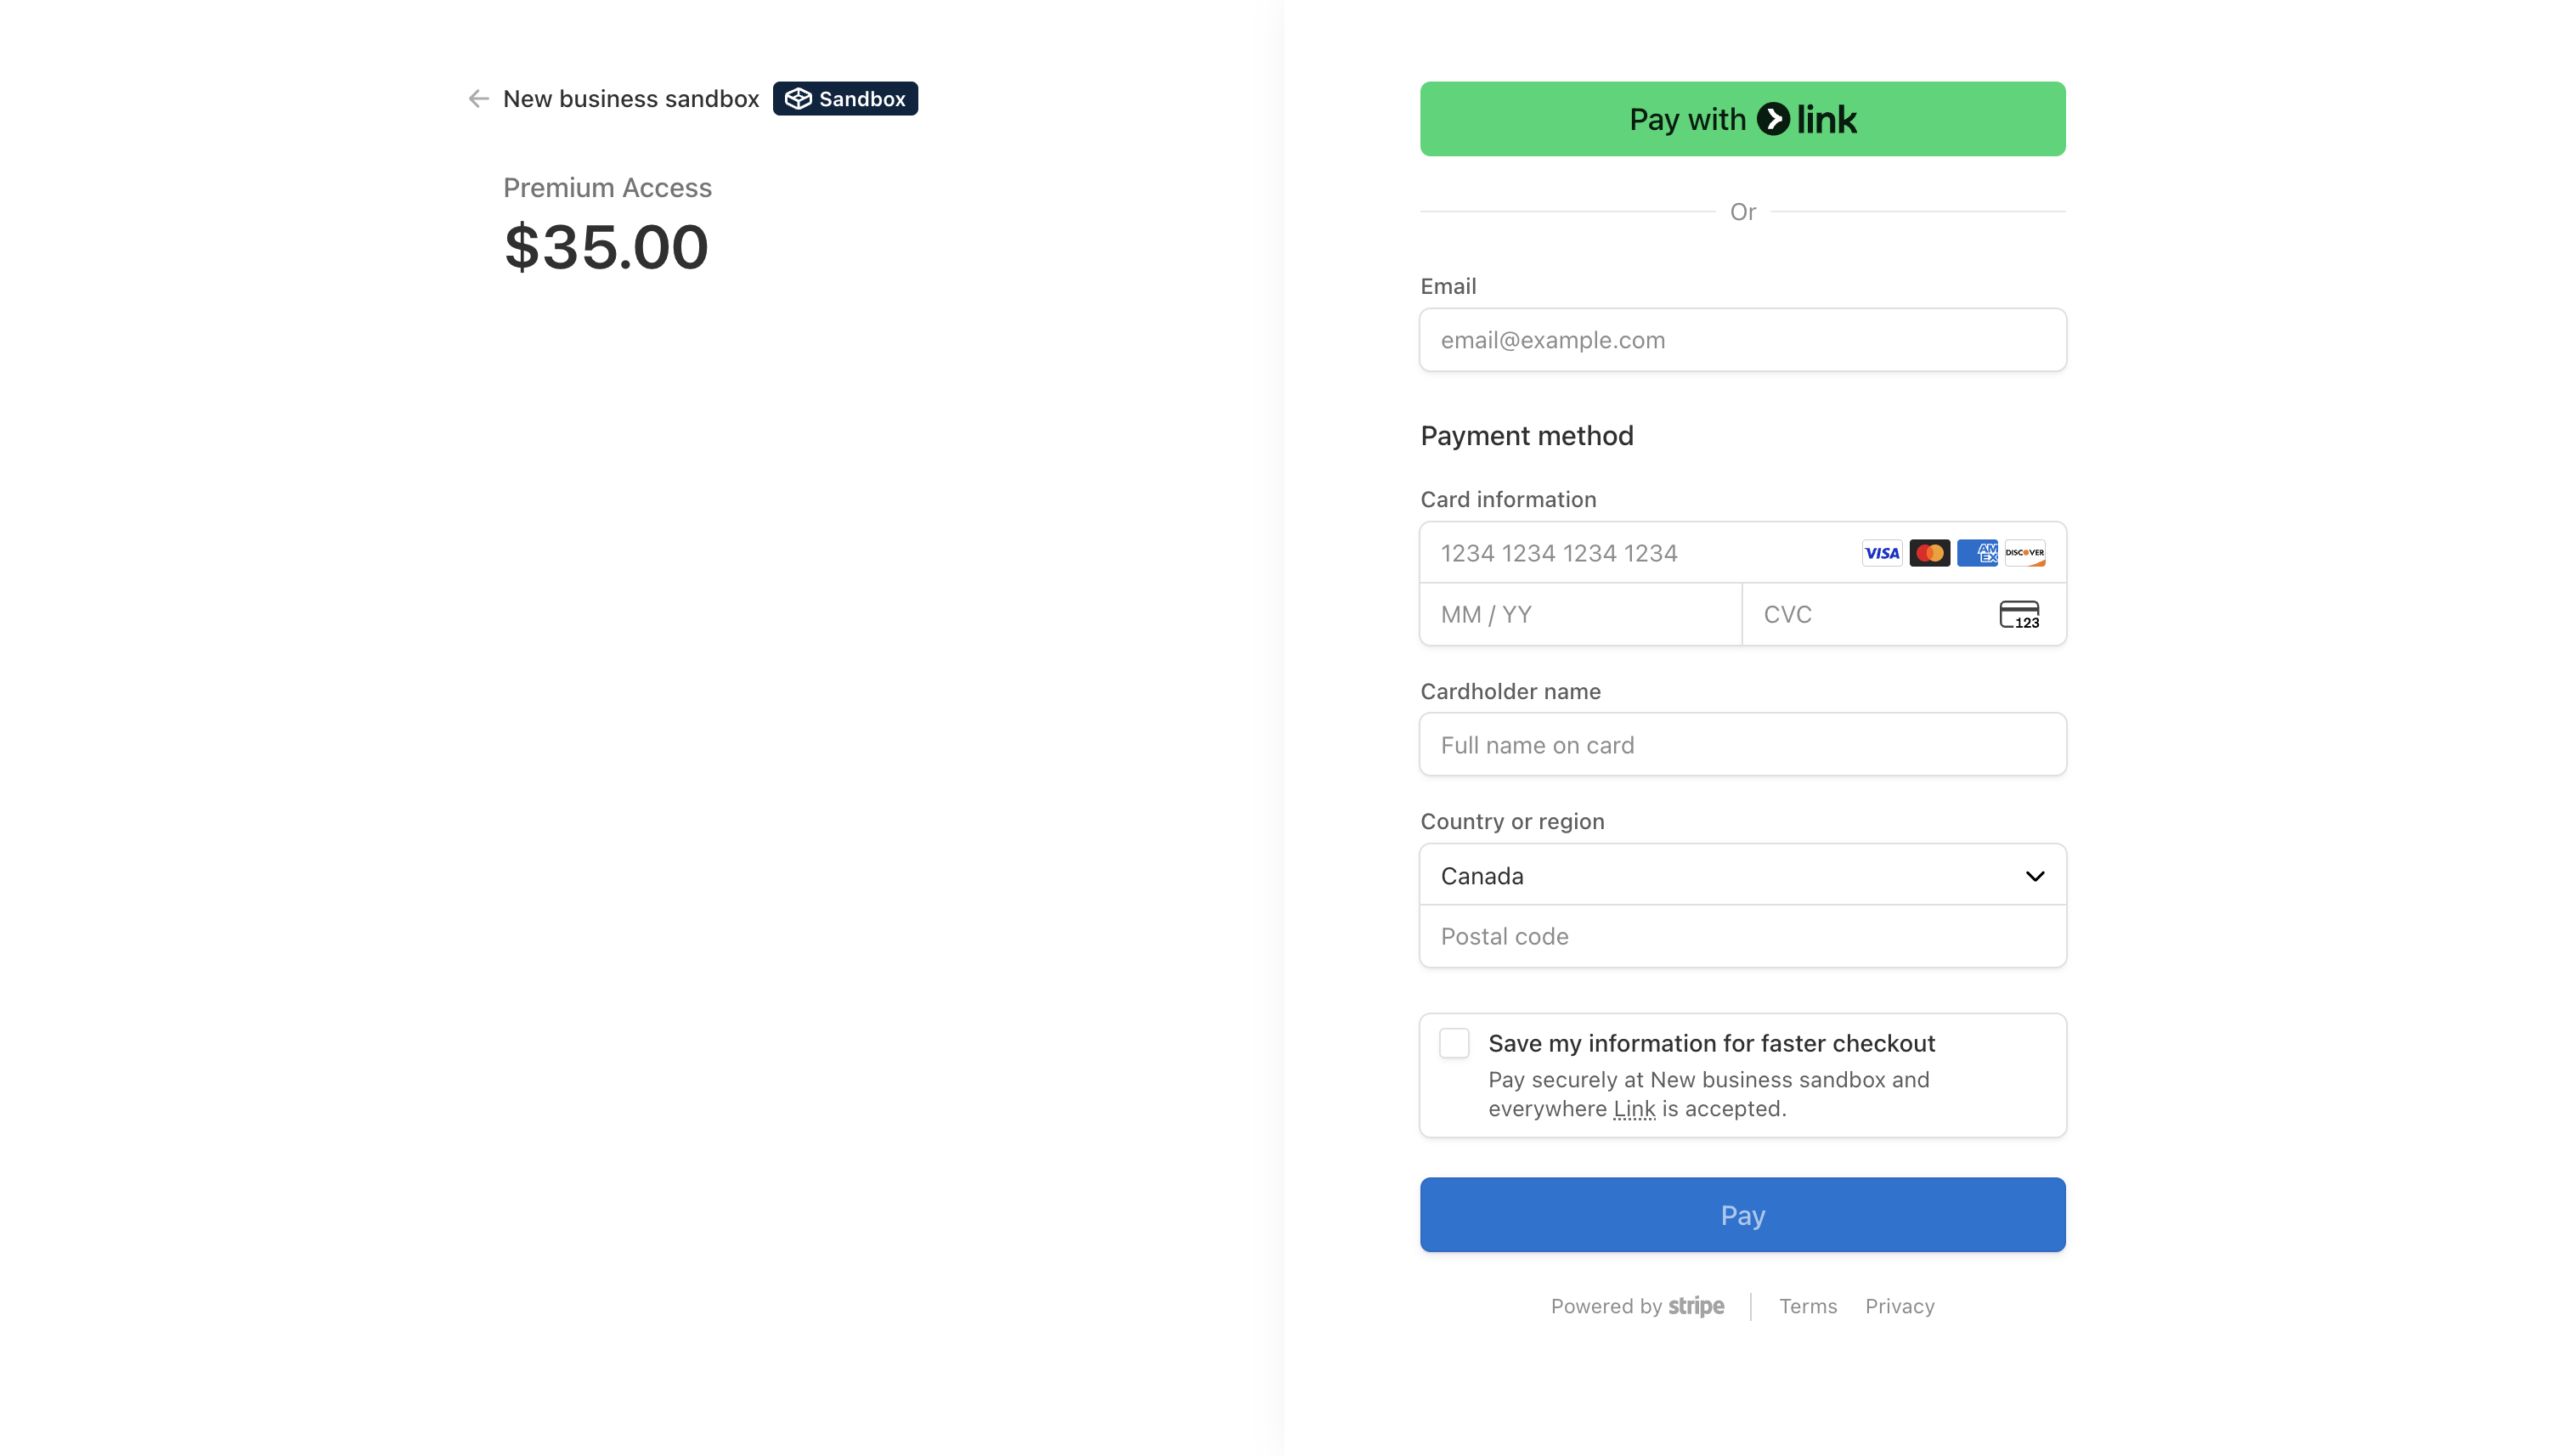 New business sandbox
Sandbox
Premium Access
$35.00
Pay with link
Or
Email
email@example.com
Payment method
Card information
1234 1234 1234 1234
VISA
AM
EX
DISCOVER
MM / YY
CVC
123
Cardholder name
Full name on card
Country or region
Canada
Postal code
Save my information for faster checkout
Pay securely at New business sandbox and
everywhere Link is accepted.
Pay
Powered by stripe
Terms
Privacy